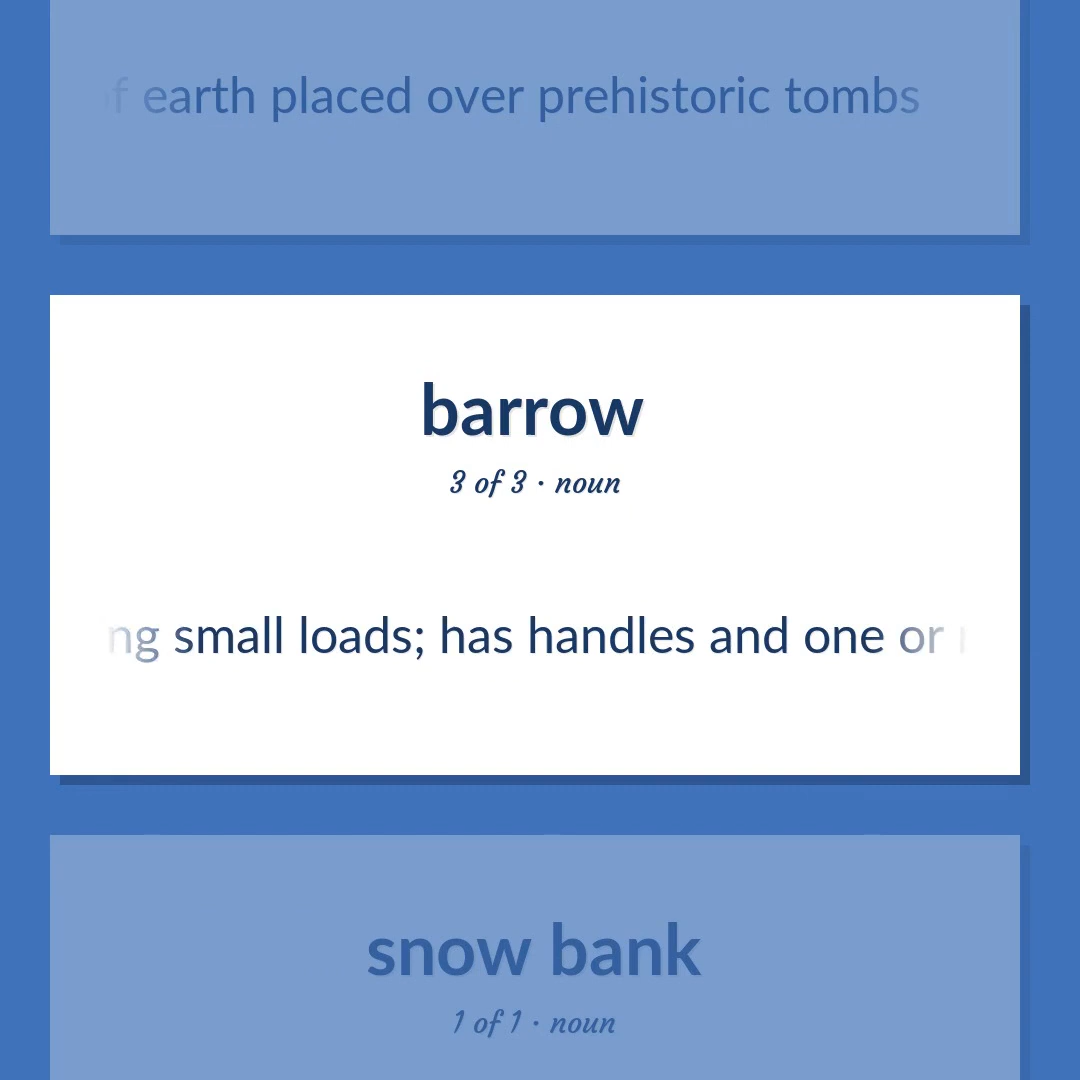 earth placed over prehistoric tombs
barrow
3 of 3 · noun
small loads; has handles and one or
snow bank
1 of 1 · noun